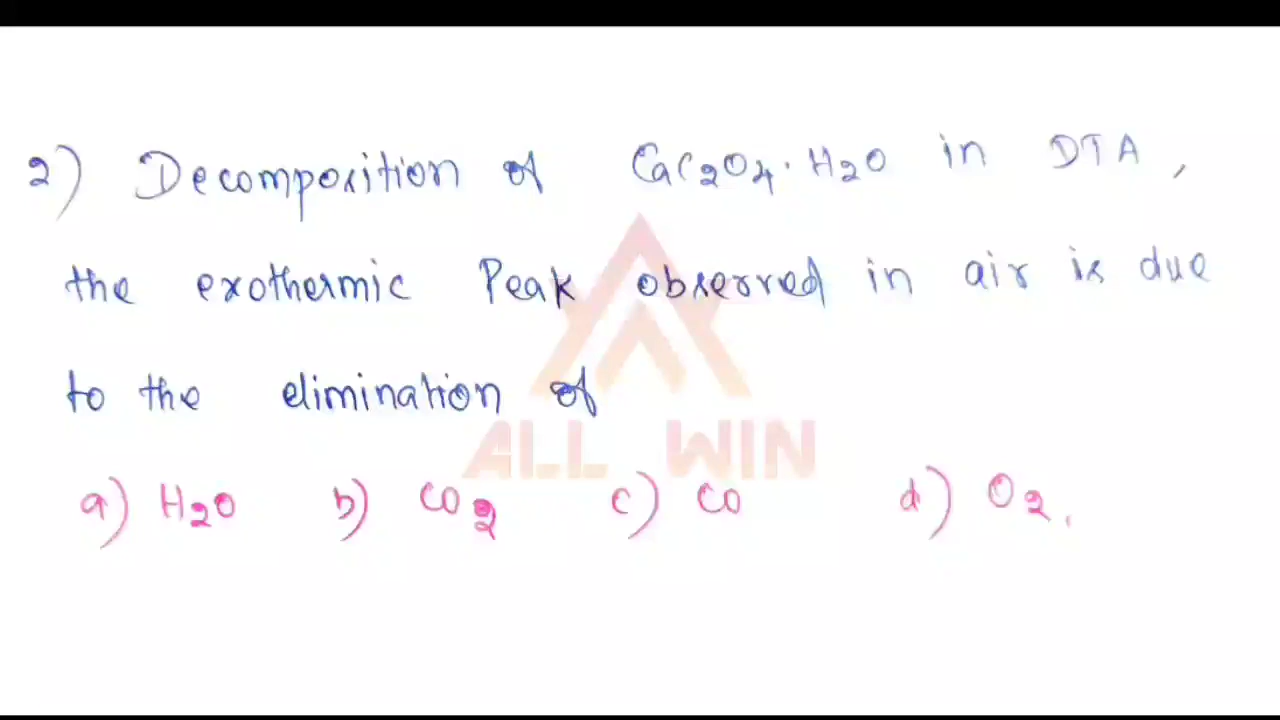 2) Decomposition of CaC2O4.H2O in DTA,
the exothermic Peak observed in air is due
to the elimination of
ALL WIN
a) H2O b) CO2 c) CO d) O2.